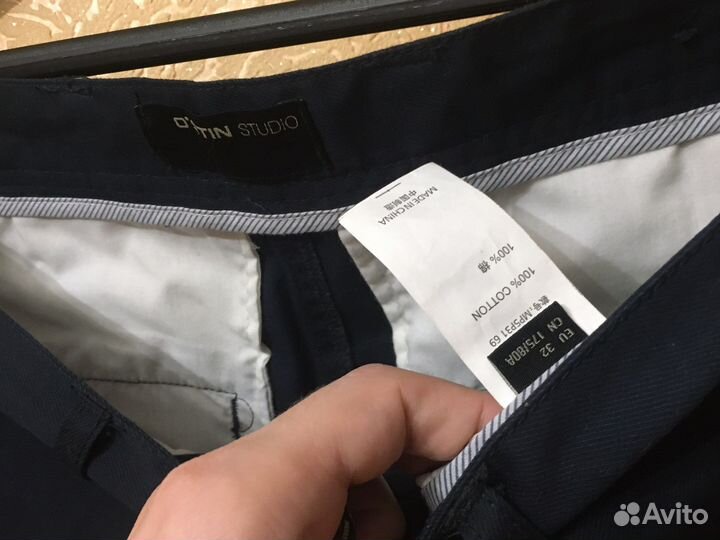 O'STIN STUDIO
MADE IN CHINA
中国制造
100% 棉
100% COTTON
款号:MP5P31 69
EU 32
CN 175/80A
Avito